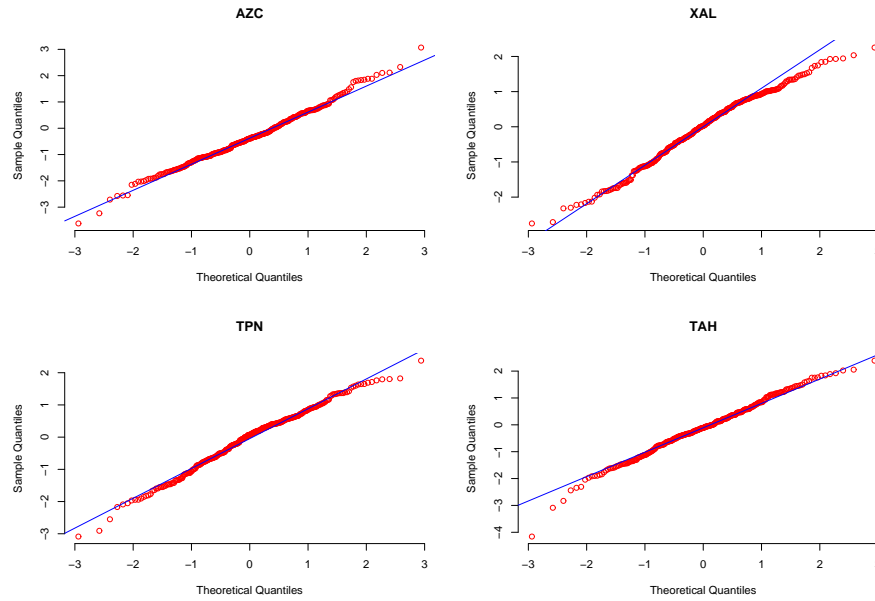 AZC
Sample Quantiles
3
2
1
0
−1
−2
−3
−3 −2 −1 0 1 2 3
Theoretical Quantiles
XAL
Sample Quantiles
2
1
0
−1
−2
−3 −2 −1 0 1 2 3
Theoretical Quantiles
TPN
Sample Quantiles
2
1
0
−1
−2
−3
−3 −2 −1 0 1 2 3
Theoretical Quantiles
TAH
Sample Quantiles
2
1
0
−1
−2
−3
−4
−3 −2 −1 0 1 2
Theoretical Quantiles